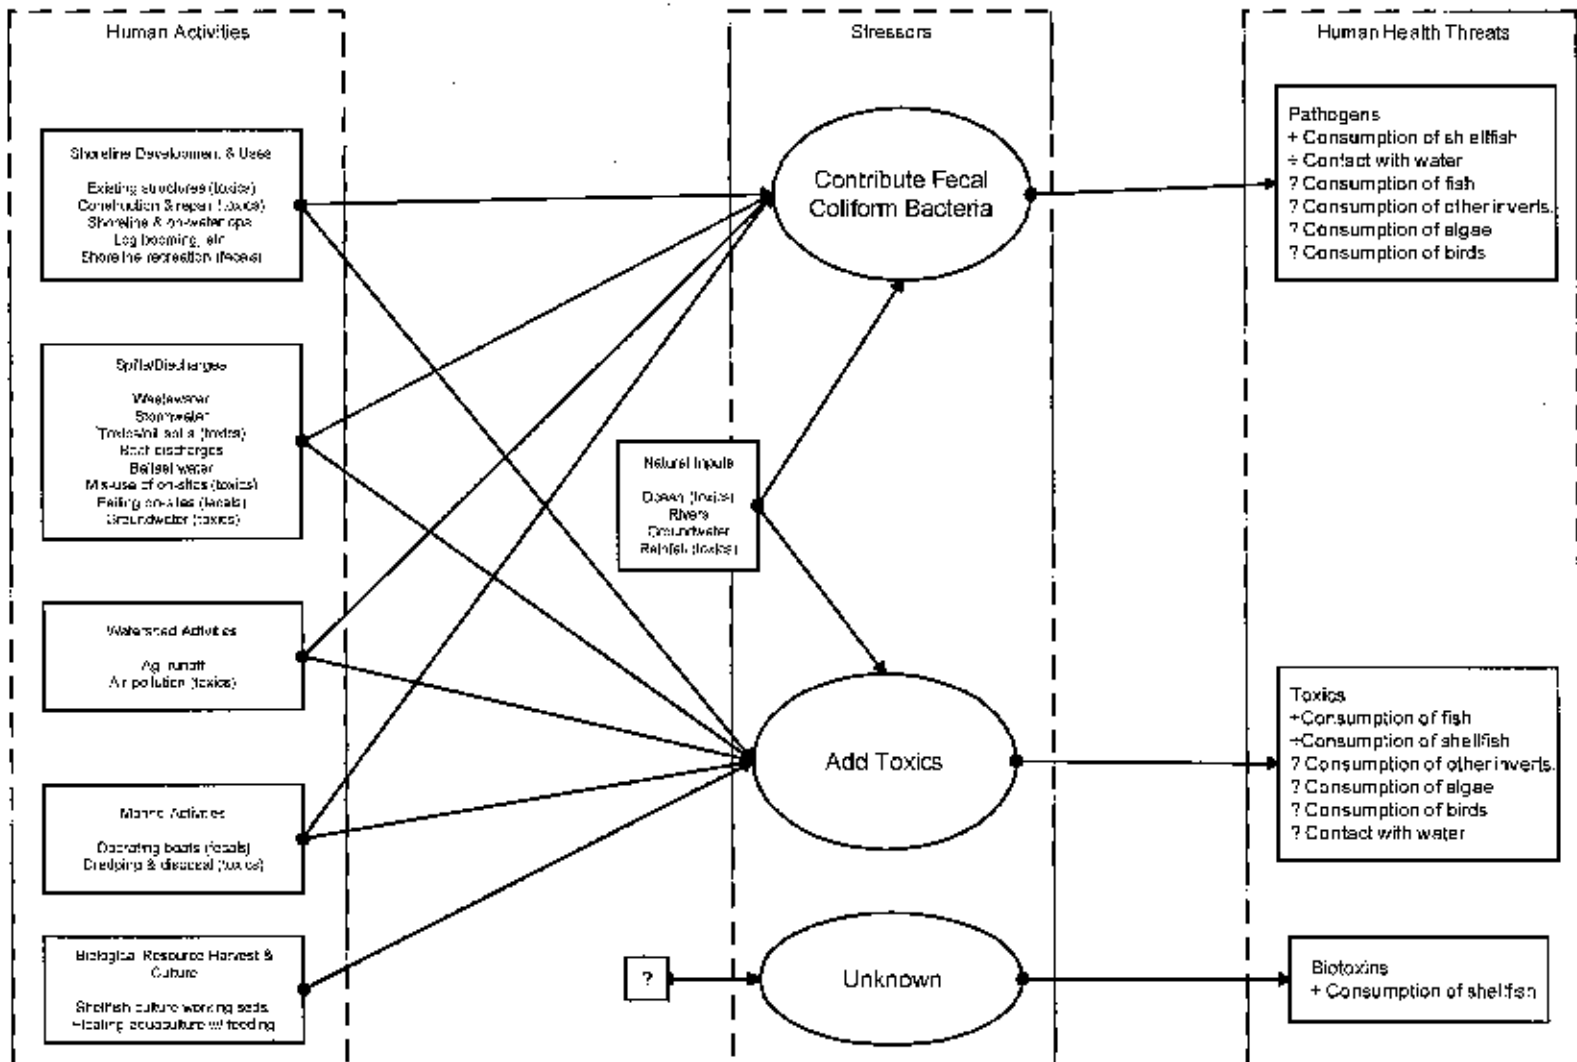 Human Activities
Shoreline Development & Uses
Existing structures (toxics)
Construction & repair (toxics)
Shoreline & on-water ops
Log booming, etc
Shoreline recreation (fecals)
Spills/Discharges
Wastewater
Stormwater
Toxics/oil spills (toxics)
Boat discharges
Ballast water
Mis-use of on-sites (toxics)
Failing on-sites (fecals)
Groundwater (toxics)
Watershed Activities
Ag. runoff
Air pollution (toxics)
Marine Activities
Operating boats (fecals)
Dredging & disposal (toxics)
Biological Resource Harvest &
Culture
Shellfish culture working beds
Floating aquaculture w/ feeding
Stressors
Contribute Fecal
Coliform Bacteria
Natural Inputs
Ocean (toxics)
Rivers
Groundwater
(toxics)
Add Toxics
?
Unknown
Human Health Threats
Pathogens
+ Consumption of shellfish
+ Contact with water
? Consumption of fish
? Consumption of other inverts.
? Consumption of algae
? Consumption of birds
Toxics
+Consumption of fish
+Consumption of shellfish
? Consumption of other inverts.
? Consumption of algae
? Consumption of birds
? Contact with water
Biotoxins
+ Consumption of shellfish